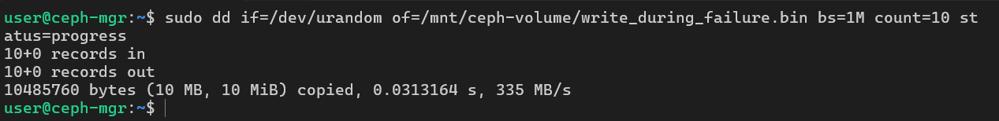 user@ceph-mgr:~$ sudo dd if=/dev/urandom of=/mnt/ceph-volume/write_during_failure.bin bs=1M count=10 st
atus=progress
10+0 records in
10+0 records out
10485760 bytes (10 MB, 10 MiB) copied, 0.0313164 s, 335 MB/s
user@ceph-mgr:~$